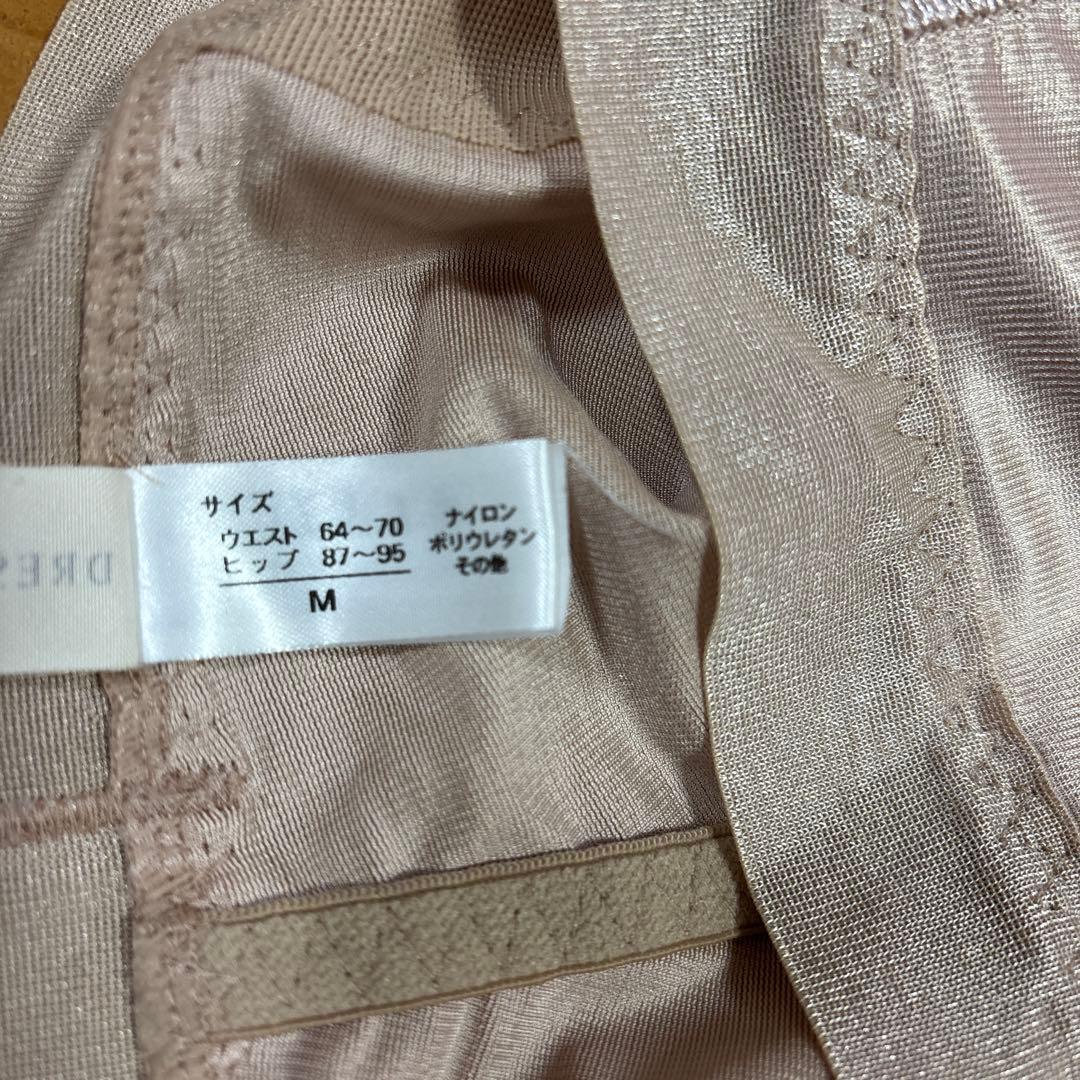 サイズ
ウエスト 64～70
ヒップ 87～95
M
ナイロン
ポリウレタン
その他
DRES